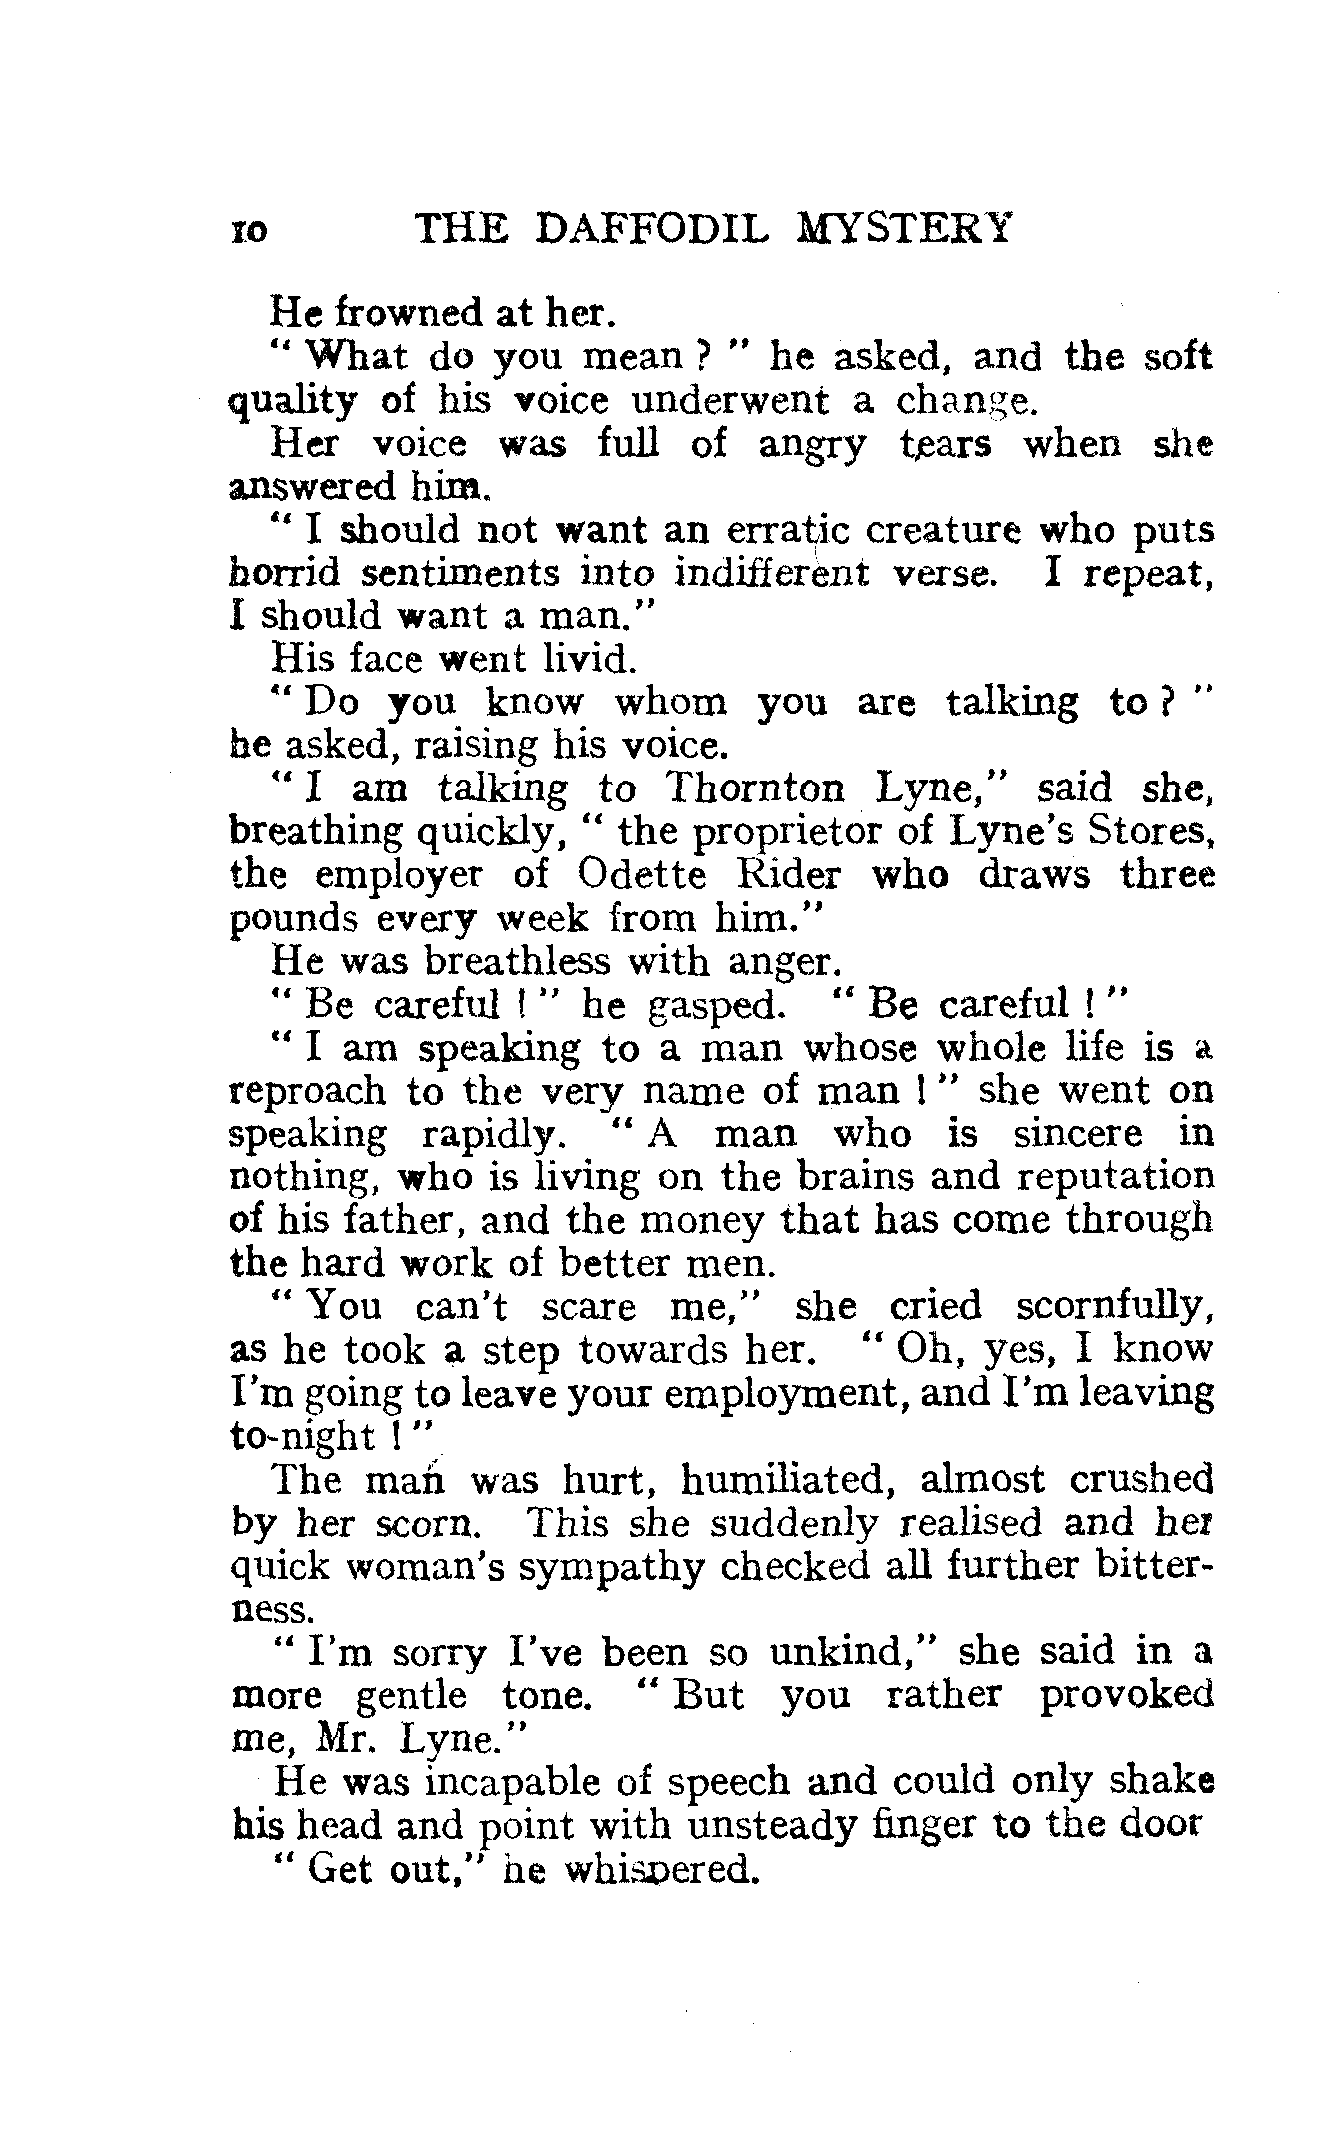 10 THE DAFFODIL MYSTERY
He frowned at her.
“ What do you mean ? ” he asked, and the soft
quality of his voice underwent a change.
Her voice was full of angry tears when she
answered him.
“ I should not want an erratic creature who puts
horrid sentiments into indifferent verse. I repeat,
I should want a man.”
His face went livid.
“ Do you know whom you are talking to ? ”
he asked, raising his voice.
“ I am talking to Thornton Lyne,” said she,
breathing quickly, “ the proprietor of Lyne's Stores,
the employer of Odette Rider who draws three
pounds every week from him.”
He was breathless with anger.
“ Be careful ! ” he gasped. “ Be careful ! ”
“ I am speaking to a man whose whole life is a
reproach to the very name of man ! ” she went on
speaking rapidly. “ A man who is sincere in
nothing, who is living on the brains and reputation
of his father, and the money that has come through
the hard work of better men.
“ You can't scare me,” she cried scornfully,
as he took a step towards her. “ Oh, yes, I know
I'm going to leave your employment, and I'm leaving
to-night ! ”
The man was hurt, humiliated, almost crushed
by her scorn. This she suddenly realised and her
quick woman's sympathy checked all further bitter-
ness.
“ I'm sorry I've been so unkind,” she said in a
more gentle tone. “ But you rather provoked
me, Mr. Lyne.”
He was incapable of speech and could only shake
his head and point with unsteady finger to the door
“ Get out,” he whispered.